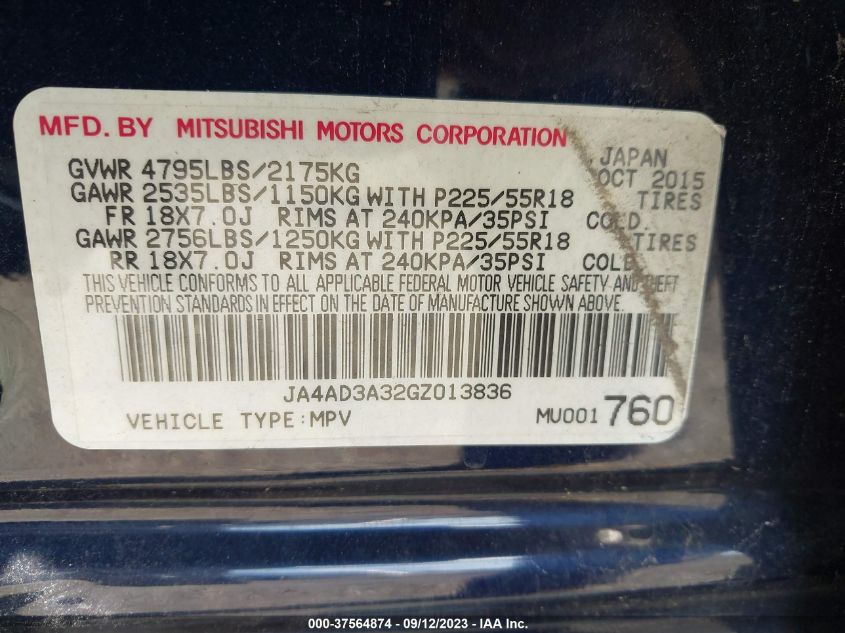 MFD. BY MITSUBISHI MOTORS CORPORATION
JAPAN
GVWR 4795LBS/2175KG OCT 2015
GAWR 2535LBS/1150KG WITH P225/55R18 TIRES
FR 18X7.0J RIMS AT 240KPA/35PSI COLD.
GAWR 2756LBS/1250KG WITH P225/55R18 TIRES
RR 18X7.0J RIMS AT 240KPA/35PSI COLD
THIS VEHICLE CONFORMS TO ALL APPLICABLE FEDERAL MOTOR VEHICLE SAFETY AND THEFT
PREVENTION STANDARDS IN EFFECT ON THE DATE OF MANUFACTURE SHOWN ABOVE.
JA4AD3A32GZ013836
VEHICLE TYPE:MPV MU001 760
000-37564874 - 09/12/2023 - IAA Inc.